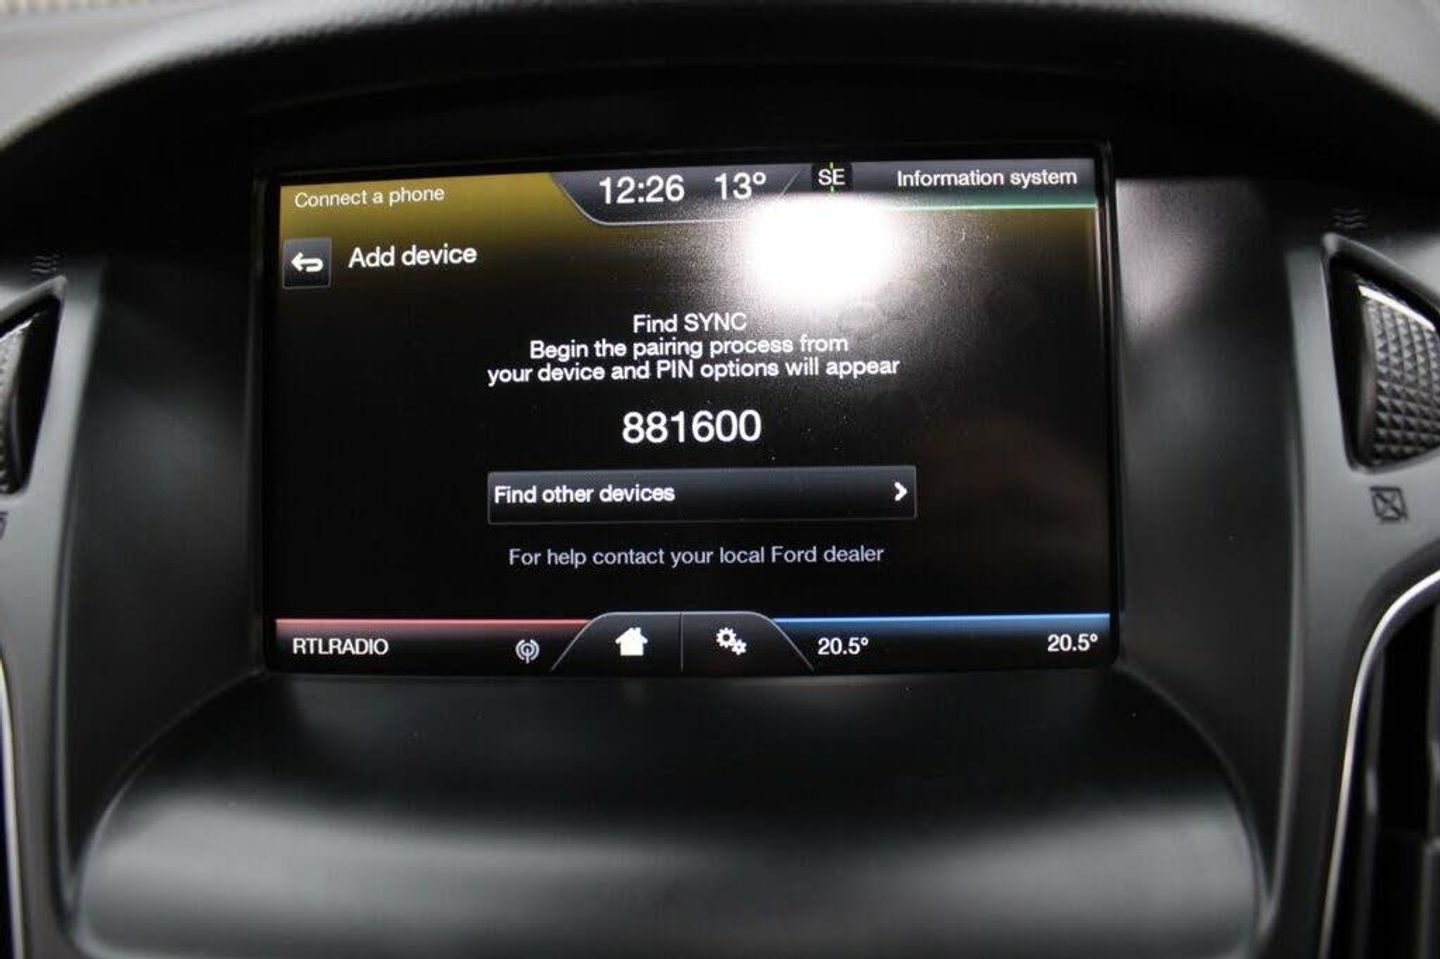 Connect a phone
12:26 13°
SE
Information system
Add device
Find SYNC
Begin the pairing process from
your device and PIN options will appear
881600
Find other devices
For help contact your local Ford dealer
RTLRADIO
20.5°
20.5°